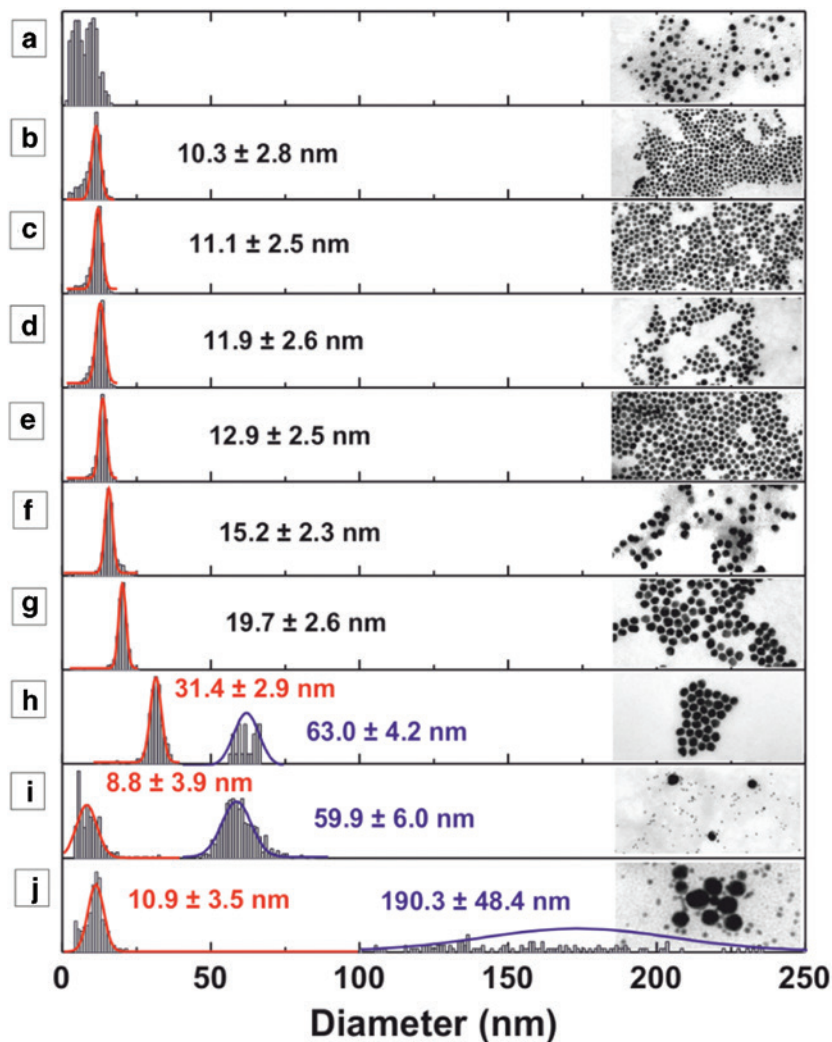 a
b
10.3 ± 2.8 nm
c
11.1 ± 2.5 nm
d
11.9 ± 2.6 nm
e
12.9 ± 2.5 nm
f
15.2 ± 2.3 nm
g
19.7 ± 2.6 nm
h
31.4 ± 2.9 nm
63.0 ± 4.2 nm
i
8.8 ± 3.9 nm
59.9 ± 6.0 nm
j
10.9 ± 3.5 nm 190.3 ± 48.4 nm
0 50 100 150 200 250
Diameter (nm)